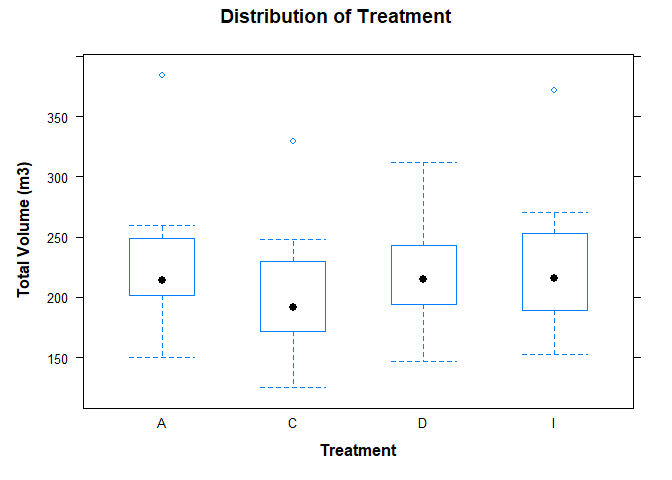 Distribution of Treatment
Total Volume (m3)
350
300
250
200
150
A C D I
Treatment